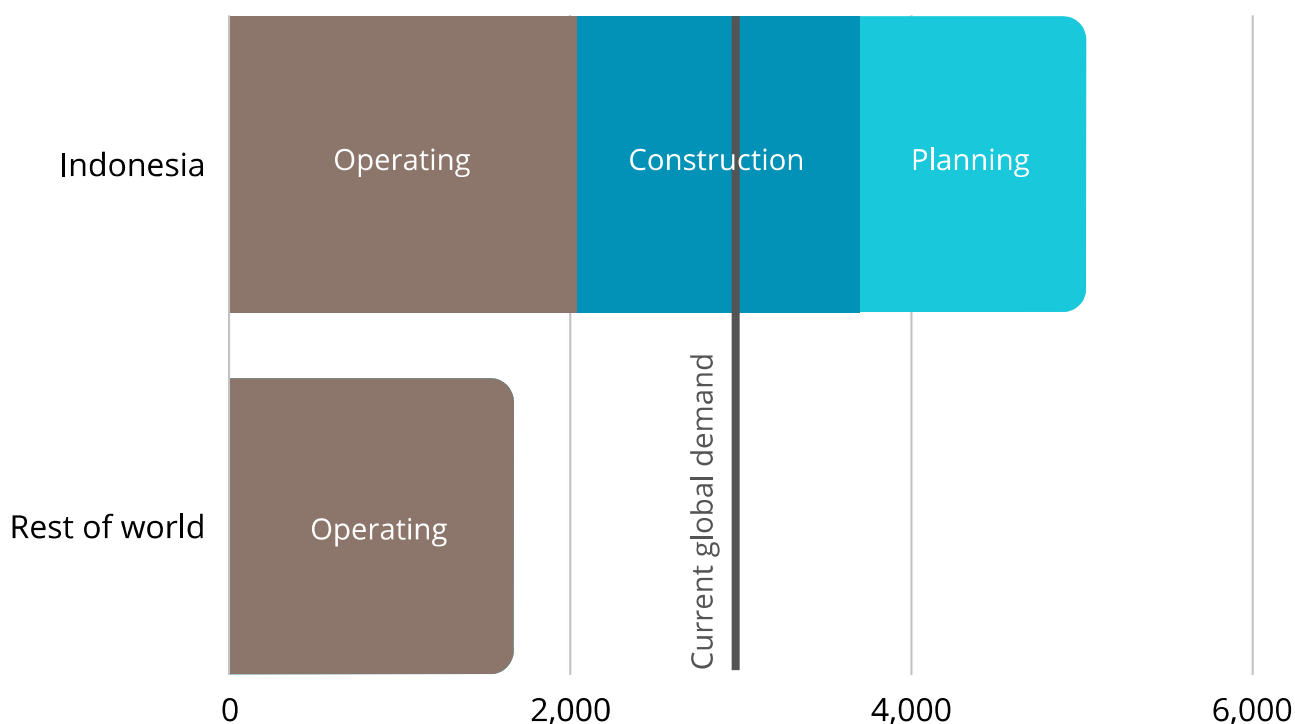 Indonesia
Operating
Construction
Planning
Rest of world
Operating
Current global demand
0
2,000
4,000
6,000